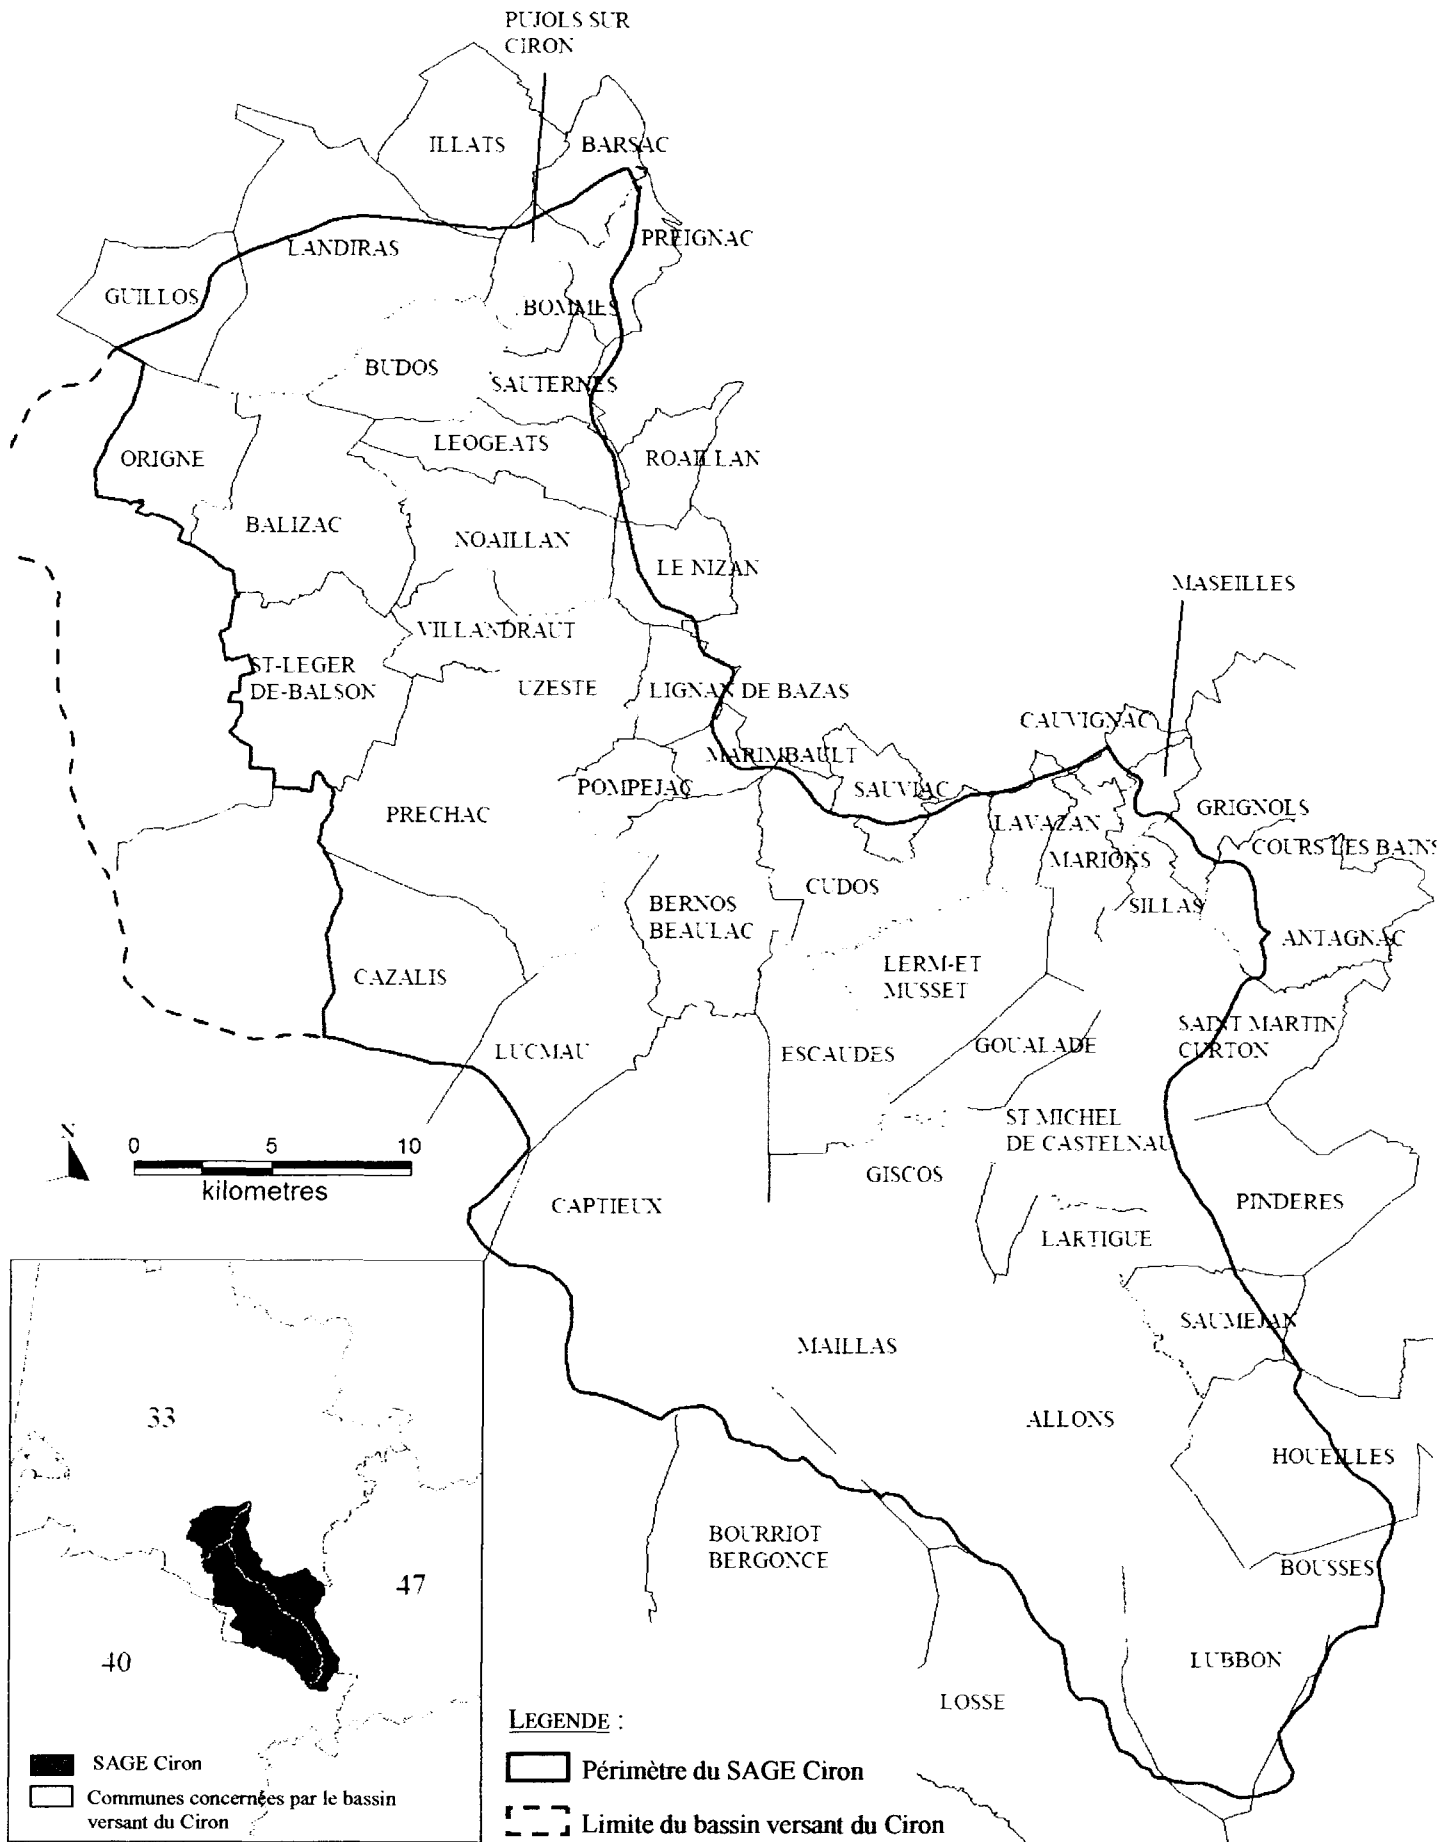 PUJOLS SUR
CIRON
ILLATS
BARSAC
LANDIRAS
PREIGNAC
GUILLOS
BOMMES
BUDOS
SAUTERNES
LEOGEATS
ORIGNE
ROAILLAN
BALIZAC
NOAILLAN
LE NIZAN
MASEILLES
VILLANDRAUT
ST-LEGER
DE-BALSON
UZESTE
LIGNAN DE BAZAS
CAUVIGNAC
MARIMBAULT
POMPEJAC
SAUVIAC
GRIGNOLS
PRECHAC
LAVAZAN
COURS LES BAINS
MARIONS
CUDOS
BERNOS
BEAULAC
SILLAS
ANTAGNAC
CAZALIS
LERM-ET
MUSSET
SAINT MARTIN
CURTON
LUCMAU
ESCAUDES
GOUALADE
ST MICHEL
DE CASTELNAU
N
0 5 10
kilometres
GISCOS
CAPTIEUX
PINDERES
LARTIGUE
SAUMEJAN
MAILLAS
ALLONS
HOUEILLES
BOURRIOT
BERGONCE
BOUSSES
LUBBON
LOSSE
33
47
40
SAGE Ciron
Communes concernées par le bassin
versant du Ciron
LEGENDE :
Périmètre du SAGE Ciron
Limite du bassin versant du Ciron